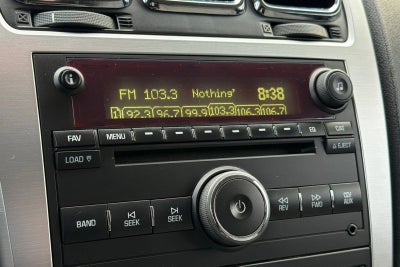 FM 103.3 Nothing' 8:38
1 92.3 96.7 99.9 103.3 106.3 106.7
FAV MENU EQ CAT
LOAD EJECT
BAND SEEK SEEK REV FWD CD/AUX